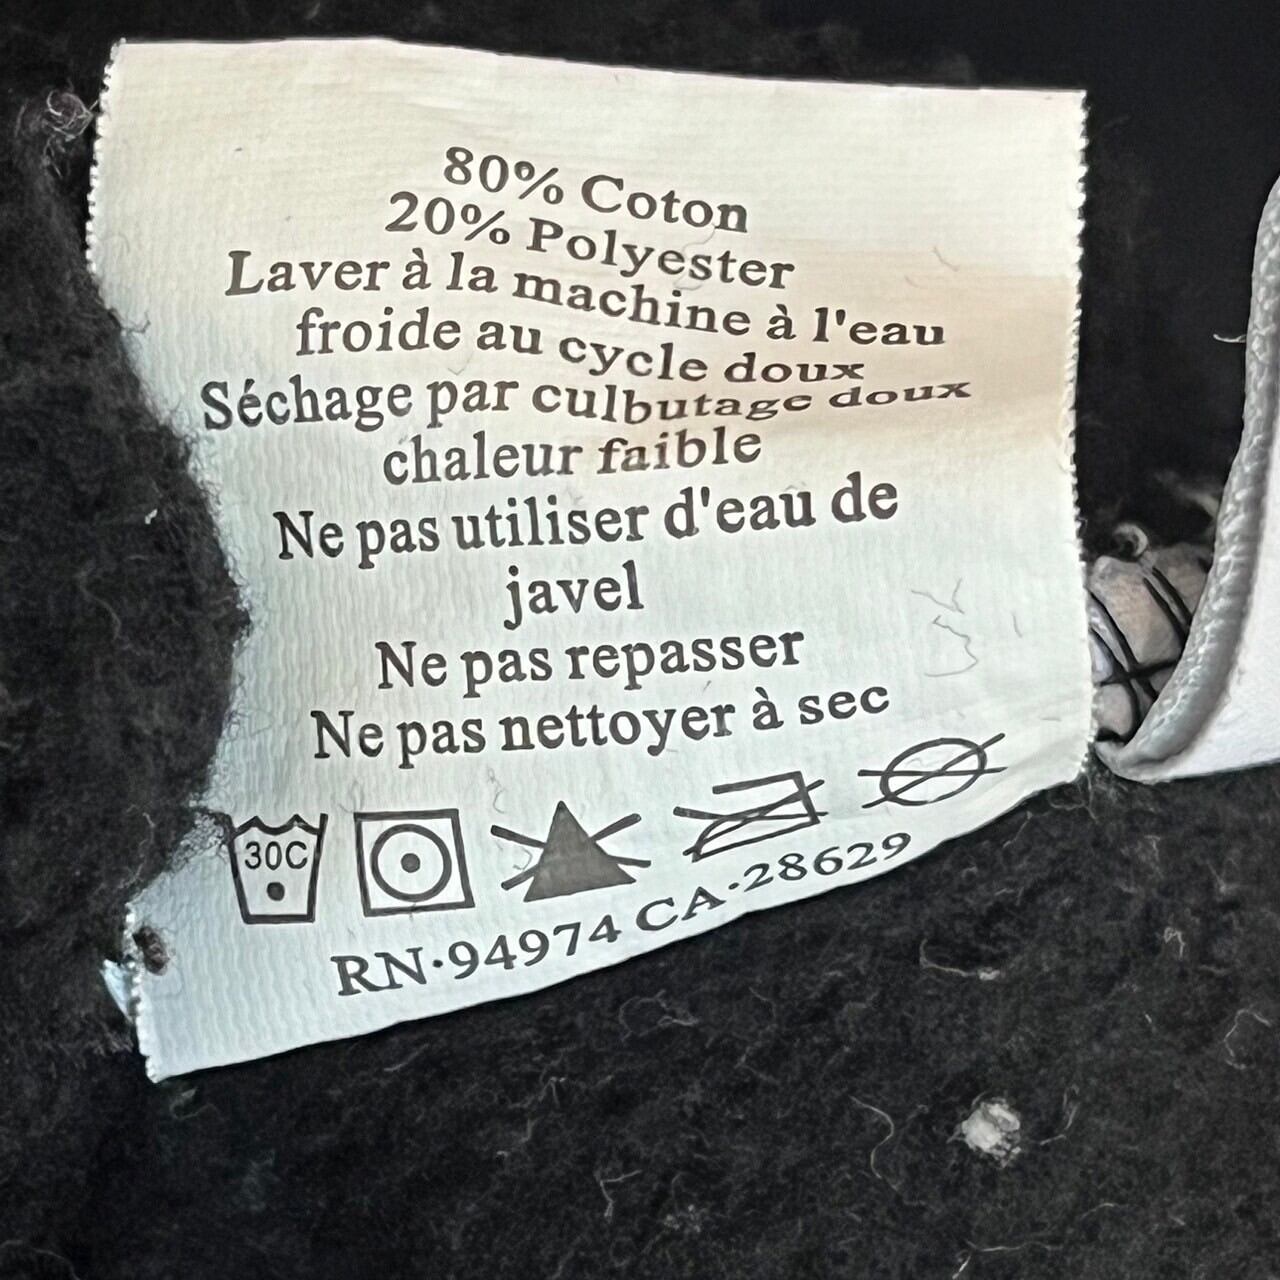 80% Coton
20% Polyester
Laver à la machine à l'eau
froide au cycle doux
Séchage par culbutage doux
chaleur faible
Ne pas utiliser d'eau de
javel
Ne pas repasser
Ne pas nettoyer à sec
30C
RN·94974 CA·28629